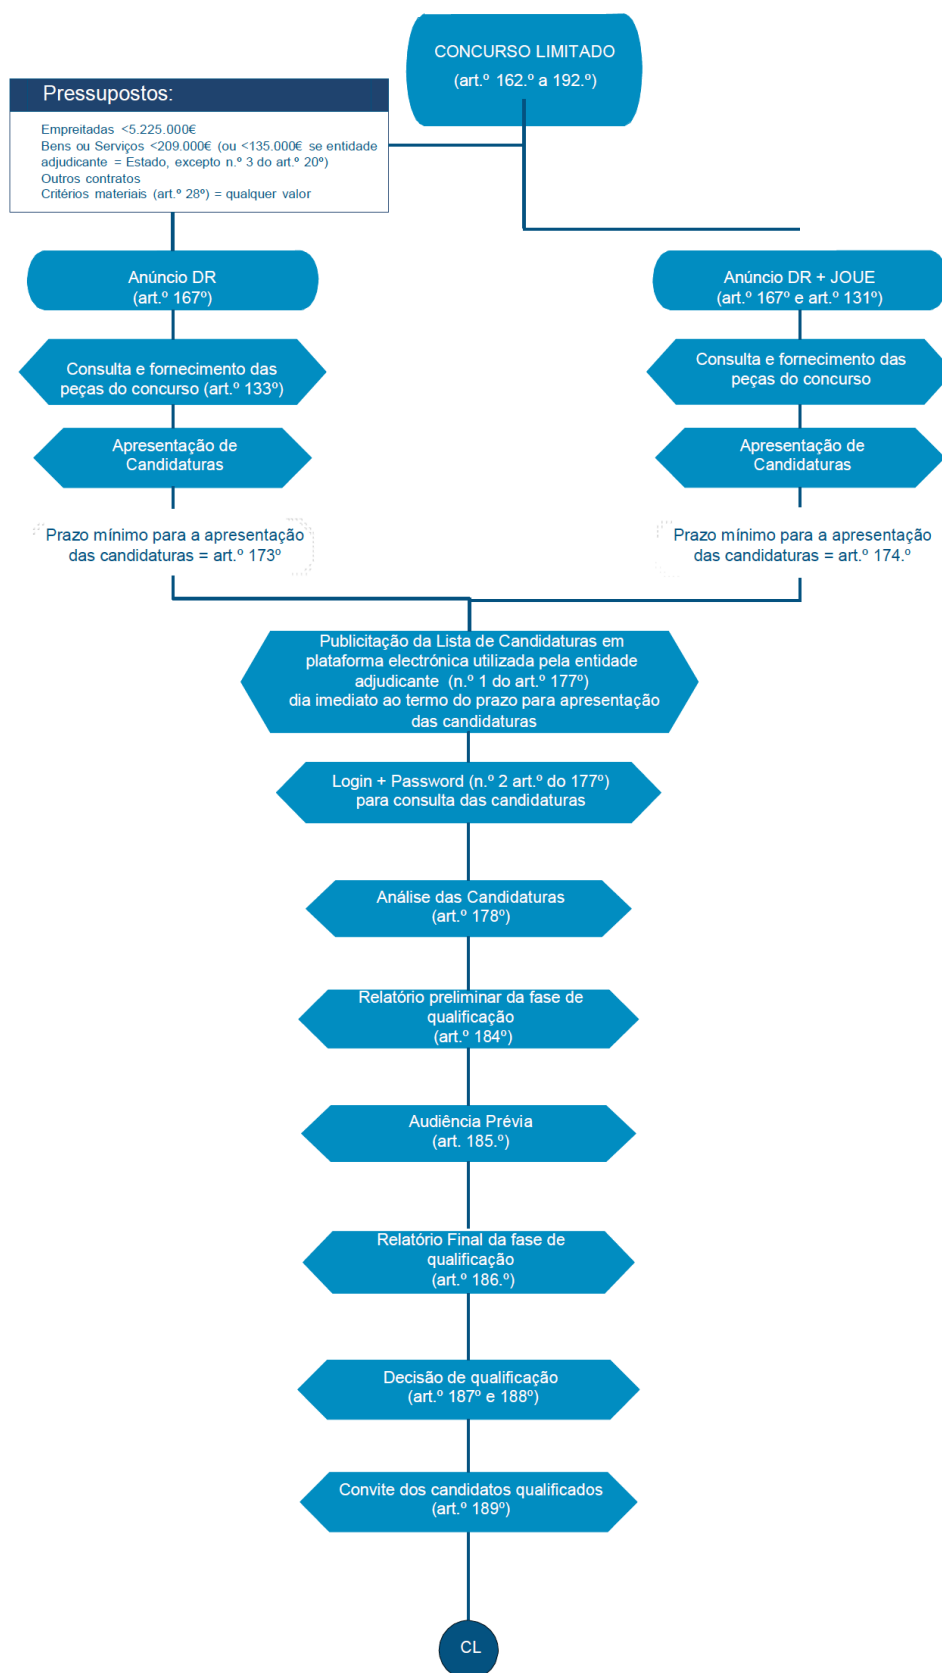 CONCURSO LIMITADO
(art.º 162.º a 192.º)
Pressupostos:
Empreitadas <5.225.000€
Bens ou Serviços <209.000€ (ou <135.000€ se entidade
adjudicante = Estado, excepto n.º 3 do art.º 20º)
Outros contratos
Critérios materiais (art.º 28º) = qualquer valor
Anúncio DR
(art.º 167º)
Anúncio DR + JOUE
(art.º 167º e art.º 131º)
Consulta e fornecimento das
peças do concurso (art.º 133º)
Consulta e fornecimento das
peças do concurso
Apresentação de
Candidaturas
Apresentação de
Candidaturas
Prazo mínimo para a apresentação
das candidaturas = art.º 173º
Prazo mínimo para a apresentação
das candidaturas = art.º 174.º
Publicitação da Lista de Candidaturas em
plataforma electrónica utilizada pela entidade
adjudicante (n.º 1 do art.º 177º)
dia imediato ao termo do prazo para apresentação
das candidaturas
Login + Password (n.º 2 art.º do 177º)
para consulta das candidaturas
Análise das Candidaturas
(art.º 178º)
Relatório preliminar da fase de
qualificação
(art.º 184º)
Audiência Prévia
(art. 185.º)
Relatório Final da fase de
qualificação
(art.º 186.º)
Decisão de qualificação
(art.º 187º e 188º)
Convite dos candidatos qualificados
(art.º 189º)
CL